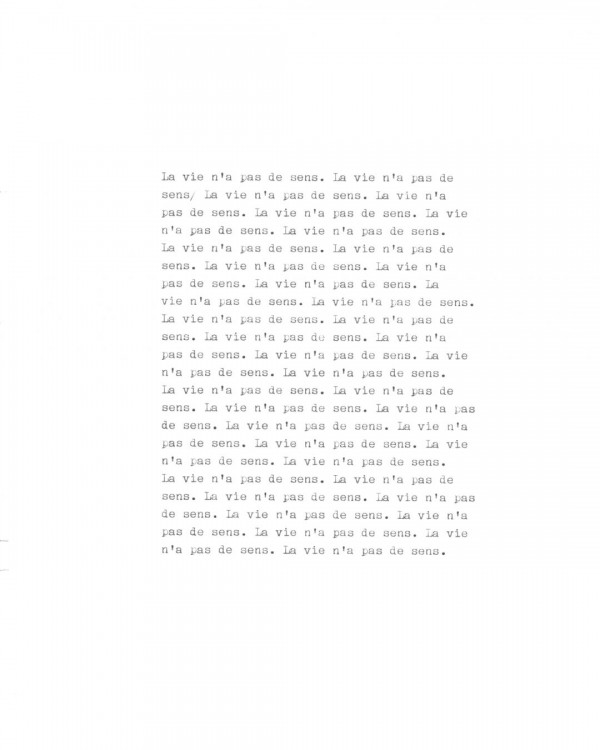 La vie n'a pas de sens. La vie n'a pas de
sens/ La vie n'a pas de sens. La vie n'a
pas de sens. La vie n'a pas de sens. La vie
n'a pas de sens. La vie n'a pas de sens.
La vie n'a pas de sens. La vie n'a pas de
sens. La vie n'a pas de sens. La vie n'a
pas de sens. La vie n'a pas de sens. La
vie n'a pas de sens. La vie n'a pas de sens.
La vie n'a pas de sens. La vie n'a pas de
sens. La vie n'a pas de sens. La vie n'a
pas de sens. La vie n'a pas de sens. La vie
n'a pas de sens. La vie n'a pas de sens.
La vie n'a pas de sens. La vie n'a pas de
sens. La vie n'a pas de sens. La vie n'a pas
de sens. La vie n'a pas de sens. La vie n'a
pas de sens. La vie n'a pas de sens. La vie
n'a pas de sens. La vie n'a pas de sens.
La vie n'a pas de sens. La vie n'a pas de
sens. La vie n'a pas de sens. La vie n'a pas
de sens. La vie n'a pas de sens. La vie n'a
pas de sens. La vie n'a pas de sens. La vie
n'a pas de sens. La vie n'a pas de sens.